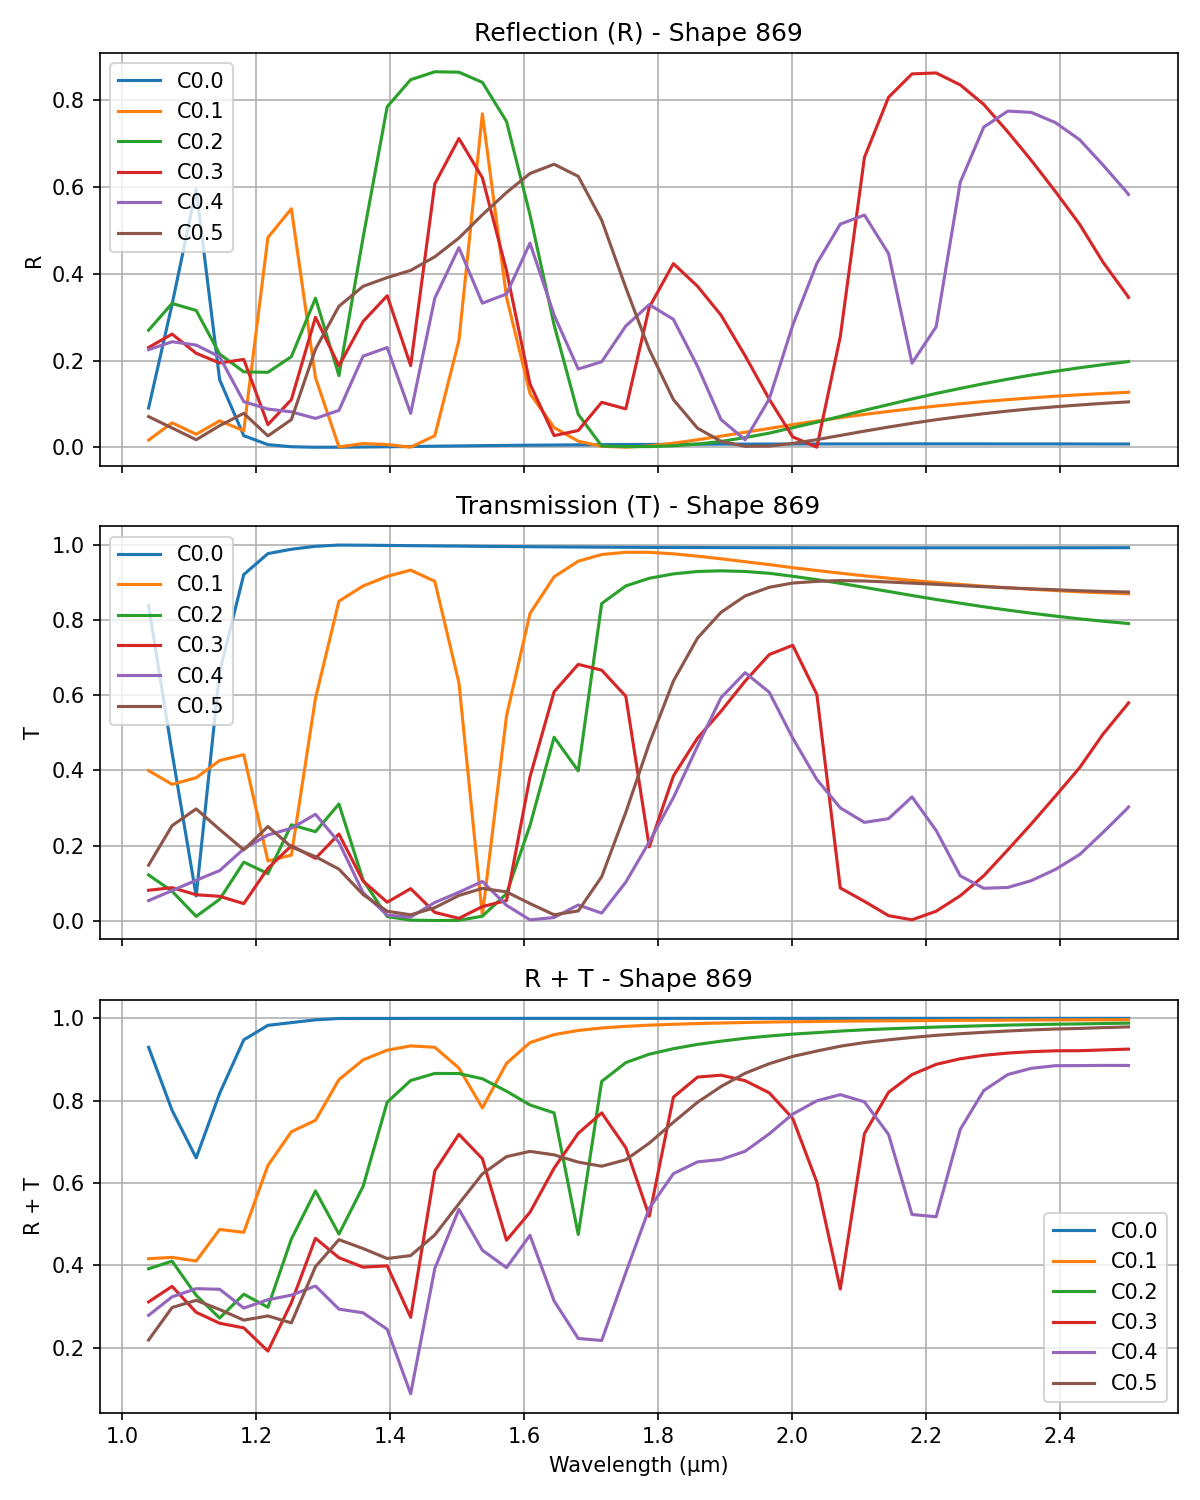 Reflection (R) - Shape 869
C0.0
C0.1
C0.2
C0.3
C0.4
C0.5
0.8
0.6
0.4
0.2
0.0
R
Transmission (T) - Shape 869
C0.0
C0.1
C0.2
C0.3
C0.4
C0.5
1.0
0.8
0.6
0.4
0.2
0.0
T
R + T - Shape 869
1.0
0.8
0.6
0.4
0.2
R + T
C0.0
C0.1
C0.2
C0.3
C0.4
C0.5
1.0 1.2 1.4 1.6 1.8 2.0 2.2 2.4
Wavelength (μm)